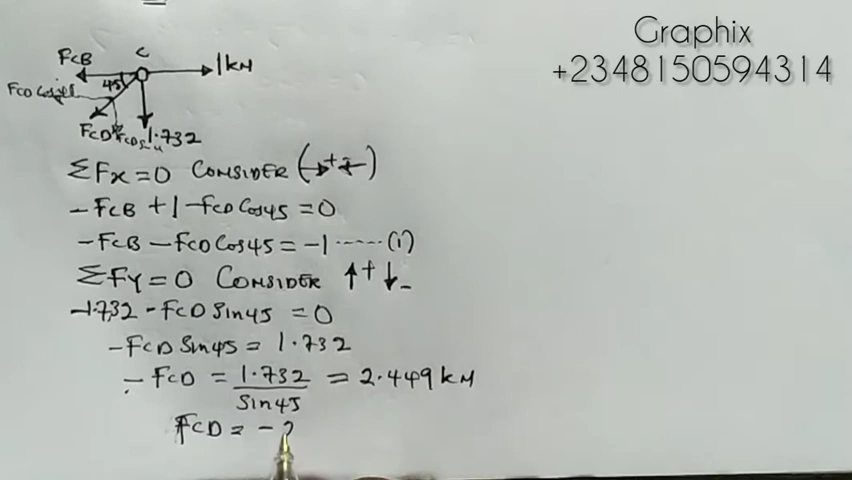 Graphix
+2348150594314
FCB C 1KN
45
FCD 1.732
ΣFx=0 CONSIDER (→+ ←-)
-FCB +1 -FCD Cos45 =0
-FCB -FCD Cos45 = -1 ...... (1)
ΣFY=0 CONSIDER ↑+ ↓-
-1.732 -FCD Sin45 =0
-FCD Sin45 = 1.732
- FCD = 1.732 = 2.449 KN
Sin45
FCD = -2